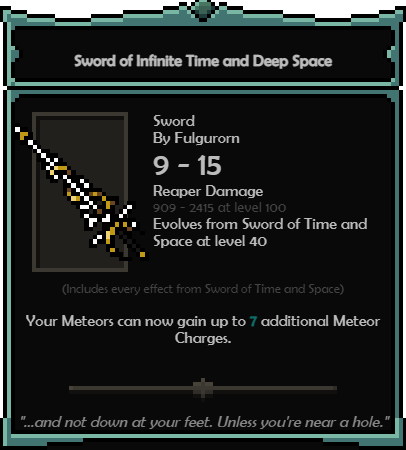 Sword of Infinite Time and Deep Space
Sword
By Fulgurorn
9 - 15
Reaper Damage
909 - 2415 at level 100
Evolves from Sword of Time and
Space at level 40
(Includes every effect from Sword of Time and Space)
Your Meteors can now gain up to 7 additional Meteor
Charges.
"...and not down at your feet. Unless you're near a hole."